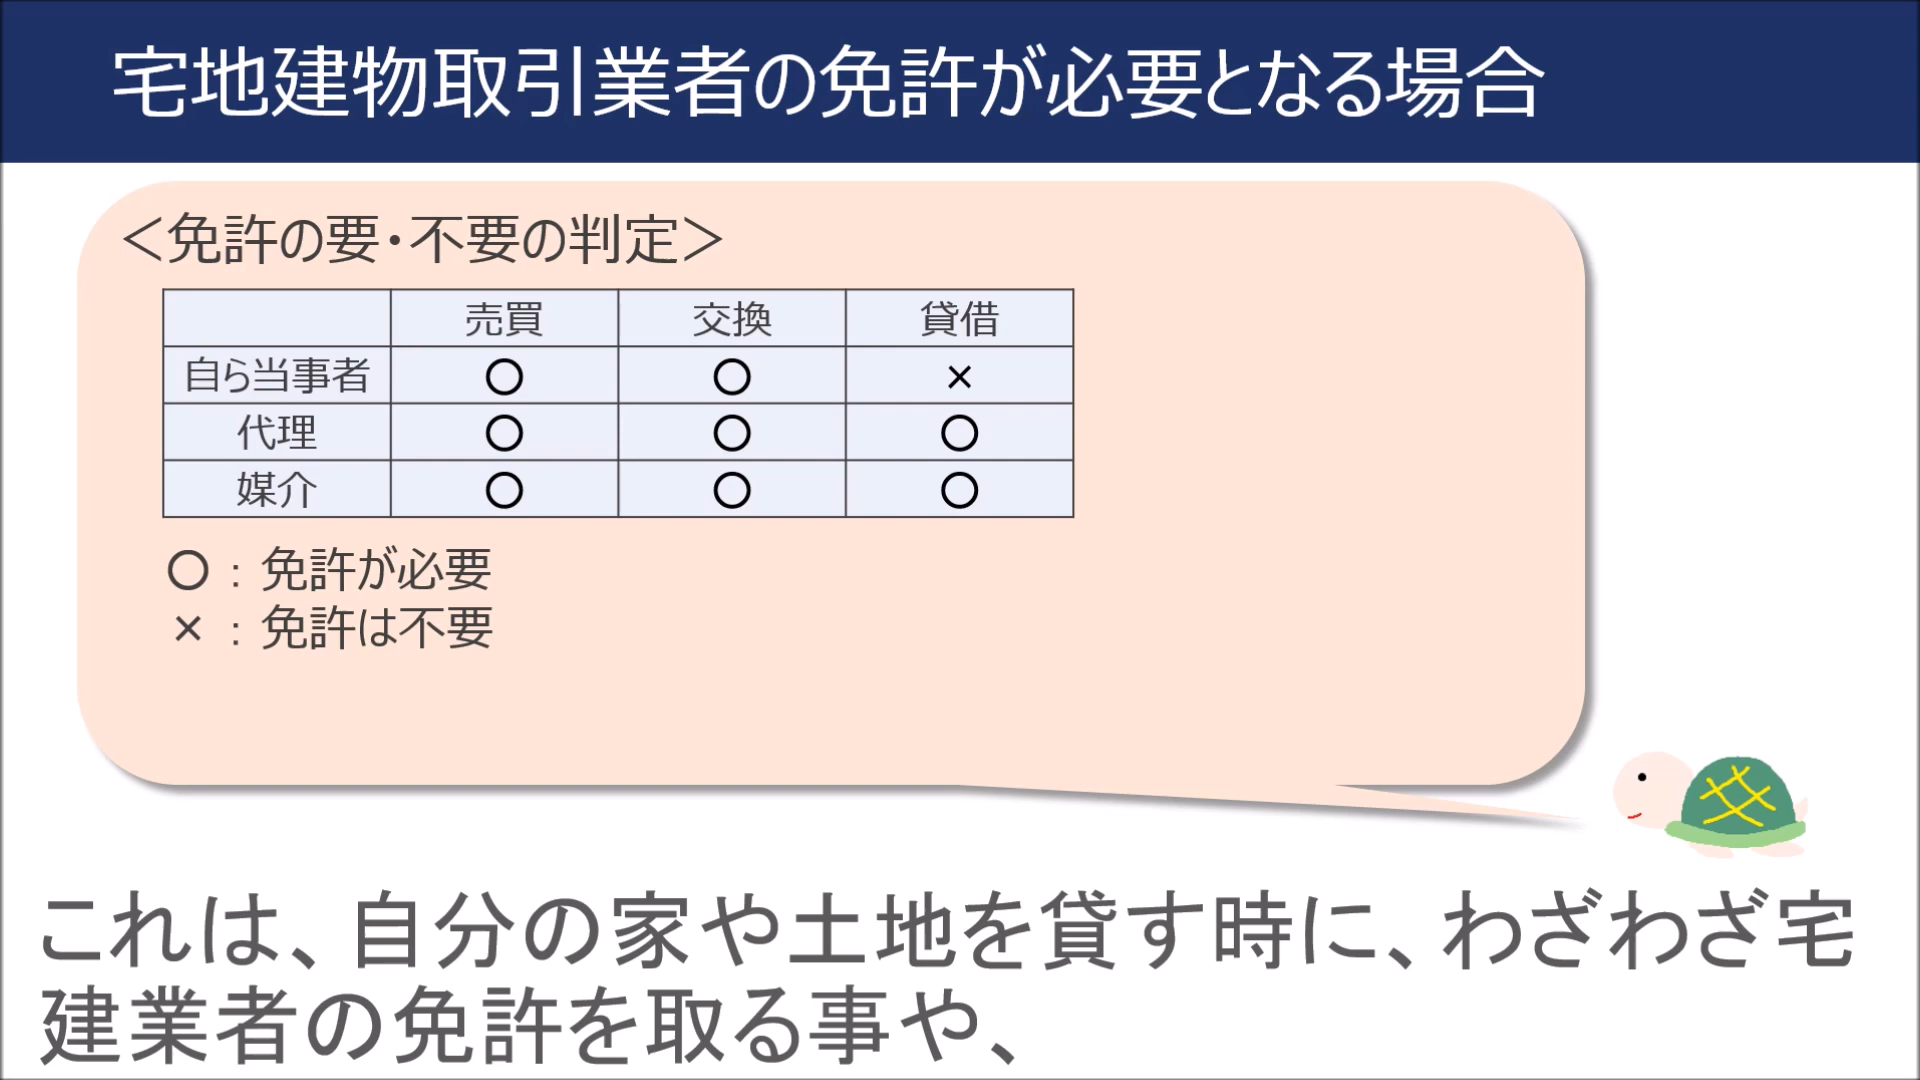 宅地建物取引業者の免許が必要となる場合
＜免許の要・不要の判定＞
売買 交換 貸借
自ら当事者 〇 〇 ×
代理 〇 〇 〇
媒介 〇 〇 〇
〇：免許が必要
×：免許は不要
これは、自分の家や土地を貸す時に、わざわざ宅
建業者の免許を取る事や、